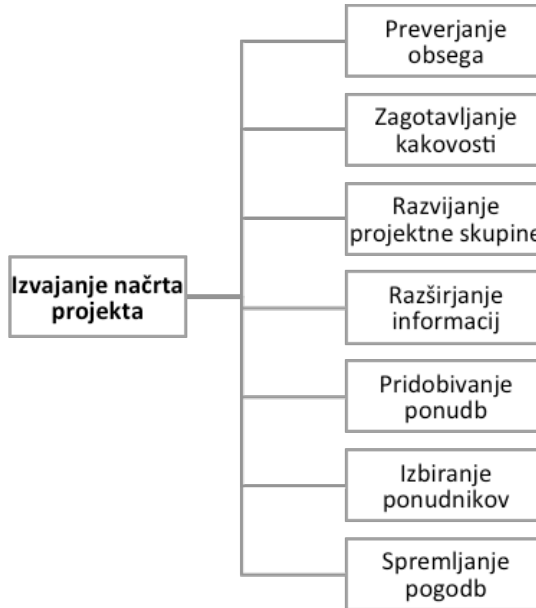 Preverjanje
obsega
Zagotavljanje
kakovosti
Razvijanje
projektne skupine
Izvajanje načrta
projekta
Razširjanje
informacij
Pridobivanje
ponudb
Izbiranje
ponudnikov
Spremljanje
pogodb